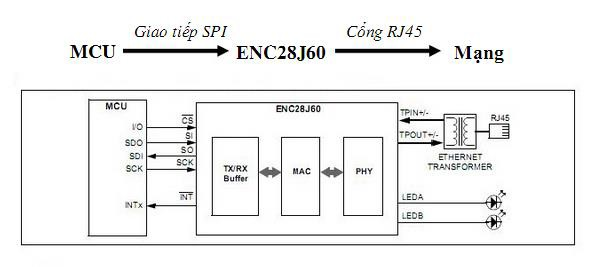 Giao tiếp SPI Cổng RJ45
MCU ENC28J60 Mạng
ENC28J60
MCU
I/O CS TPIN+/- RJ45
SDO SI
SDI SO TPOUT+/-
SCK SCK
TX/RX Buffer MAC PHY
ETHERNET
TRANSFORMER
INTx INT LEDA
LEDB